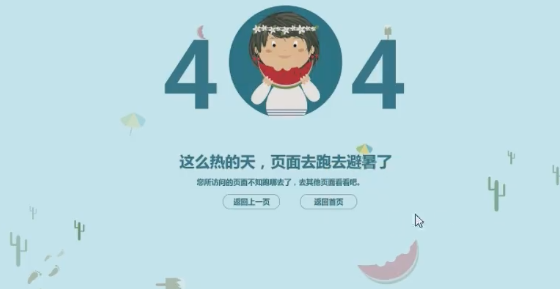 404
这么热的天，页面去跑去避暑了
您所访问的页面不知跑哪去了，去其他页面看看吧。
返回上一页 返回首页